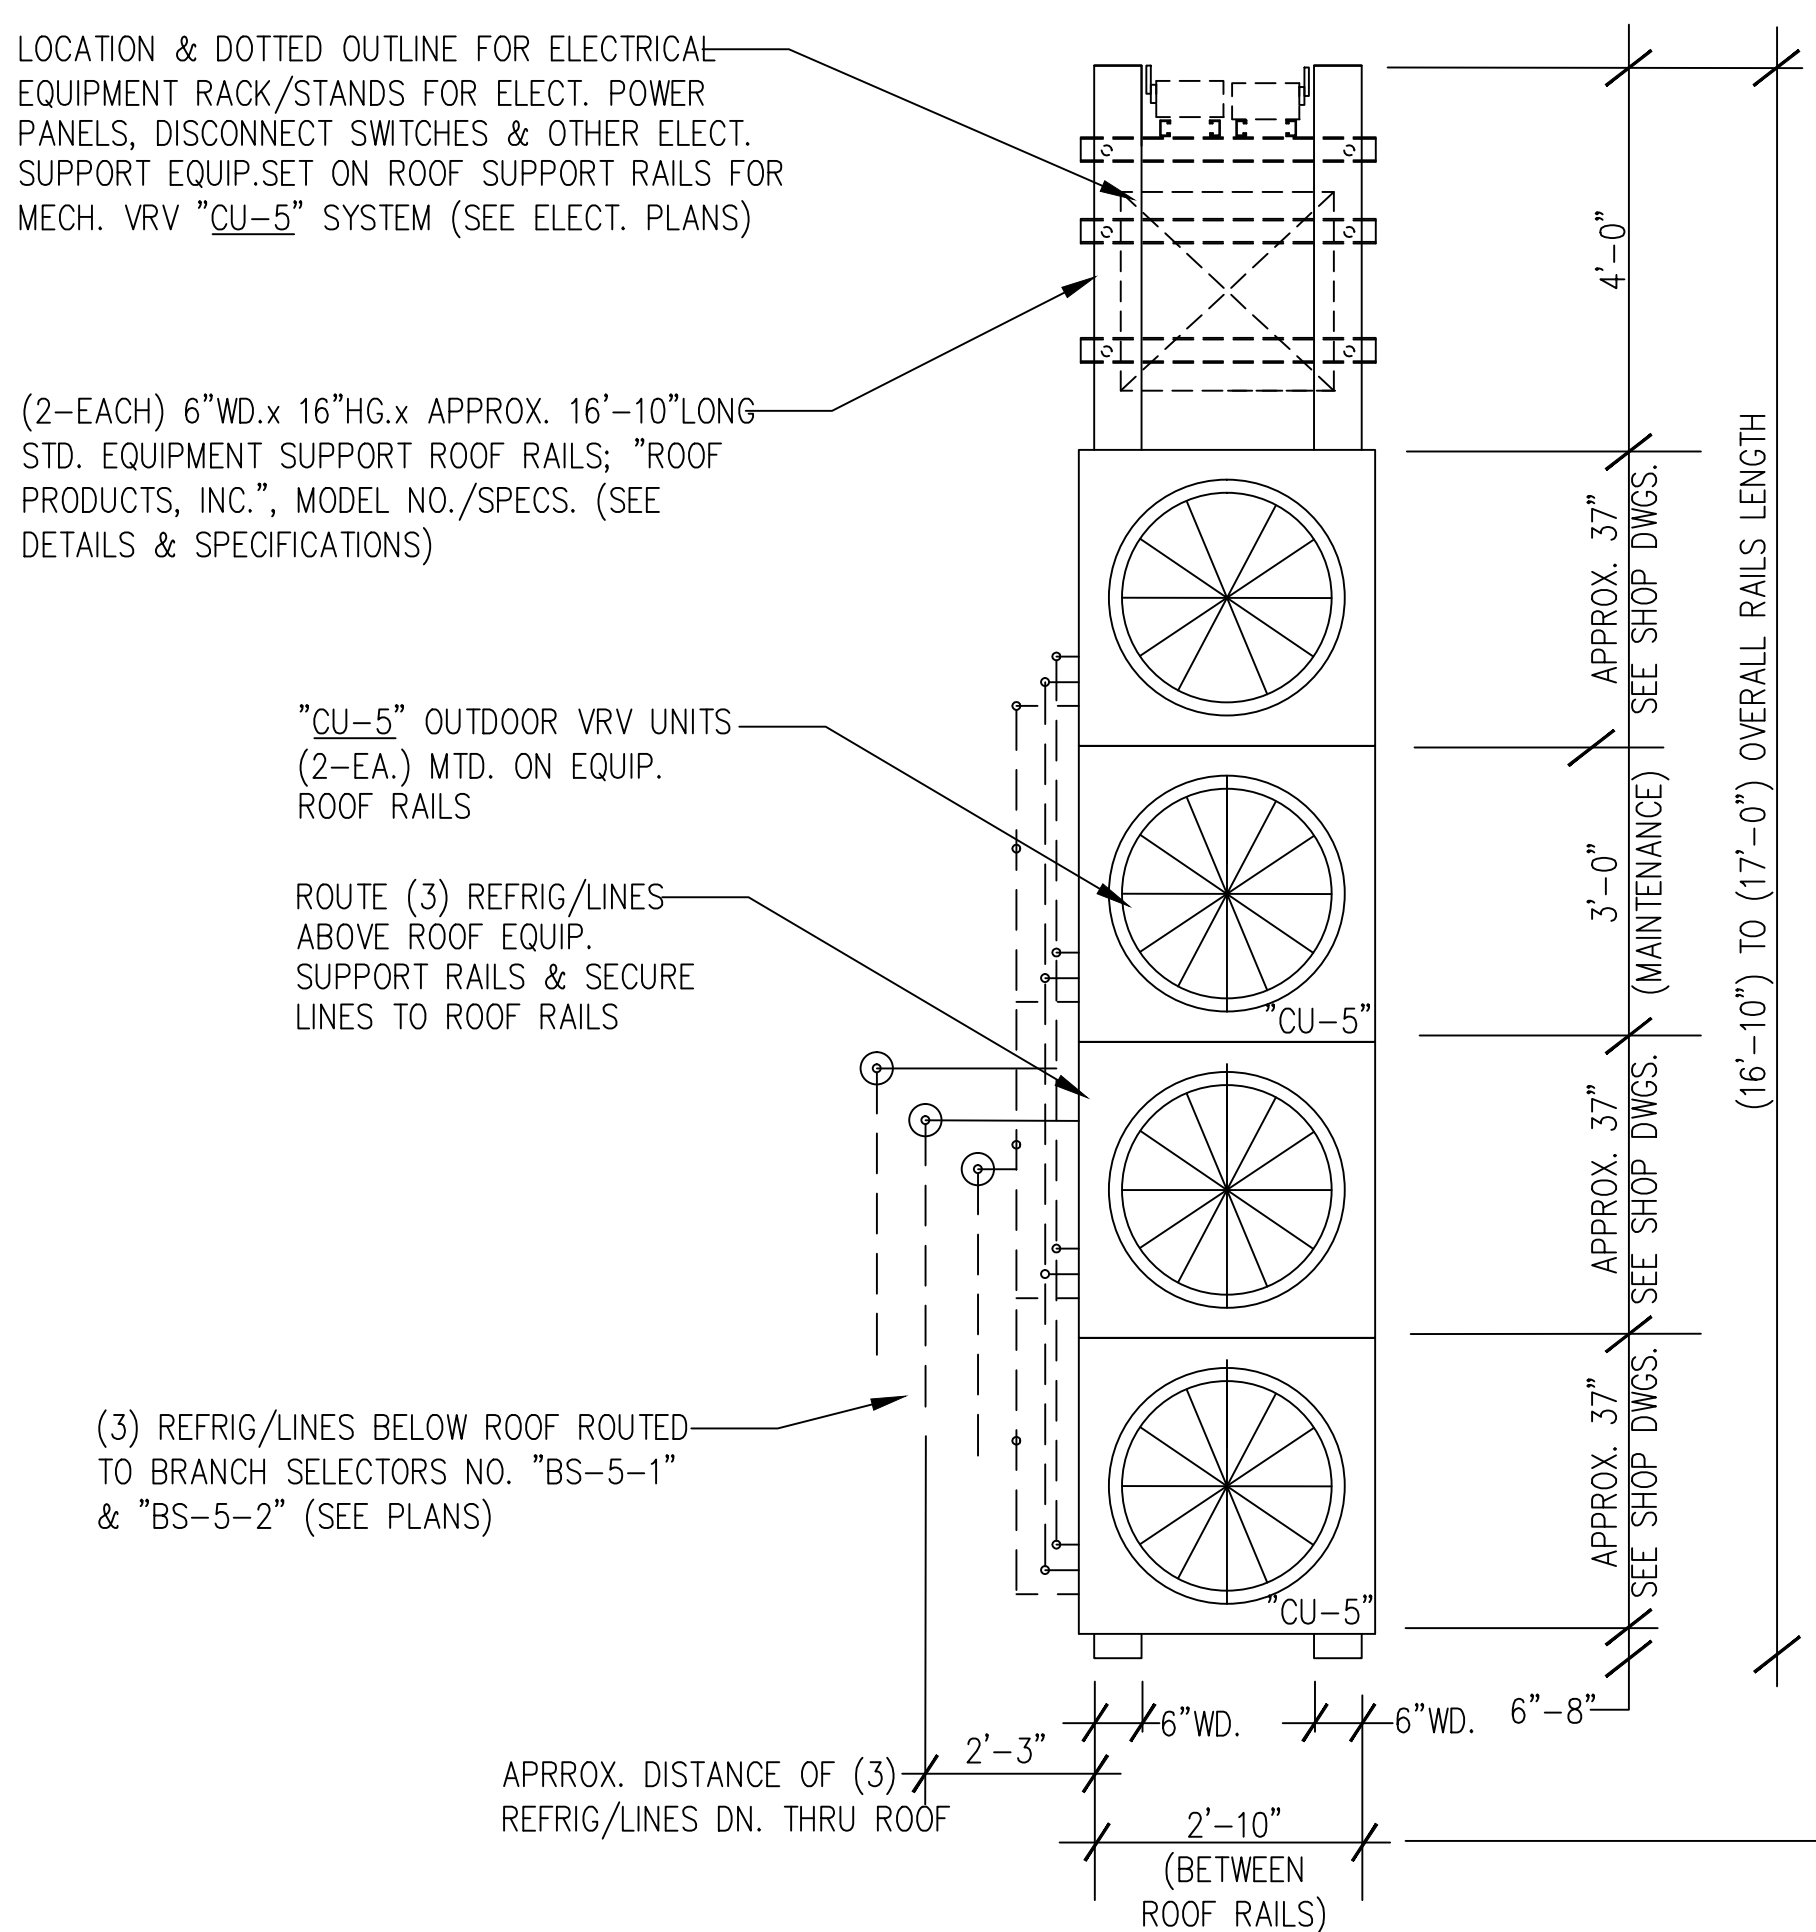 LOCATION & DOTTED OUTLINE FOR ELECTRICAL
EQUIPMENT RACK/STANDS FOR ELECT. POWER
PANELS, DISCONNECT SWITCHES & OTHER ELECT.
SUPPORT EQUIP.SET ON ROOF SUPPORT RAILS FOR
MECH. VRV "CU-5" SYSTEM (SEE ELECT. PLANS)
(2-EACH) 6"WD.x 16"HG.x APPROX. 16'-10"LONG
STD. EQUIPMENT SUPPORT ROOF RAILS; "ROOF
PRODUCTS, INC.", MODEL NO./SPECS. (SEE
DETAILS & SPECIFICATIONS)
"CU-5" OUTDOOR VRV UNITS
(2-EA.) MTD. ON EQUIP.
ROOF RAILS
ROUTE (3) REFRIG/LINES
ABOVE ROOF EQUIP.
SUPPORT RAILS & SECURE
LINES TO ROOF RAILS
(3) REFRIG/LINES BELOW ROOF ROUTED
TO BRANCH SELECTORS NO. "BS-5-1"
& "BS-5-2" (SEE PLANS)
"CU-5"
"CU-5"
4'-0"
APPROX. 37"
SEE SHOP DWGS.
3'-0"
(MAINTENANCE)
APPROX. 37"
SEE SHOP DWGS.
APPROX. 37"
SEE SHOP DWGS.
(16'-10") TO (17'-0") OVERALL RAILS LENGTH
6"-8"
6"WD.
6"WD.
2'-3"
APRROX. DISTANCE OF (3)
REFRIG/LINES DN. THRU ROOF
2'-10"
(BETWEEN
ROOF RAILS)